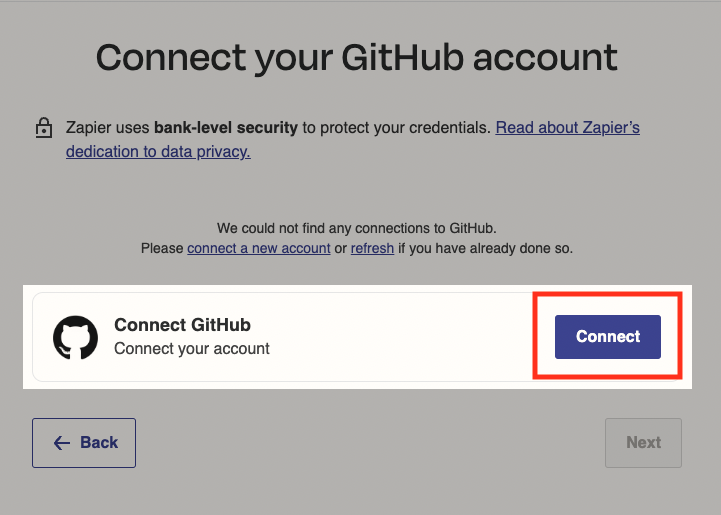 Connect your GitHub account
Zapier uses bank-level security to protect your credentials. Read about Zapier’s
dedication to data privacy.
We could not find any connections to GitHub.
Please connect a new account or refresh if you have already done so.
Connect GitHub
Connect your account
Connect
Back
Next